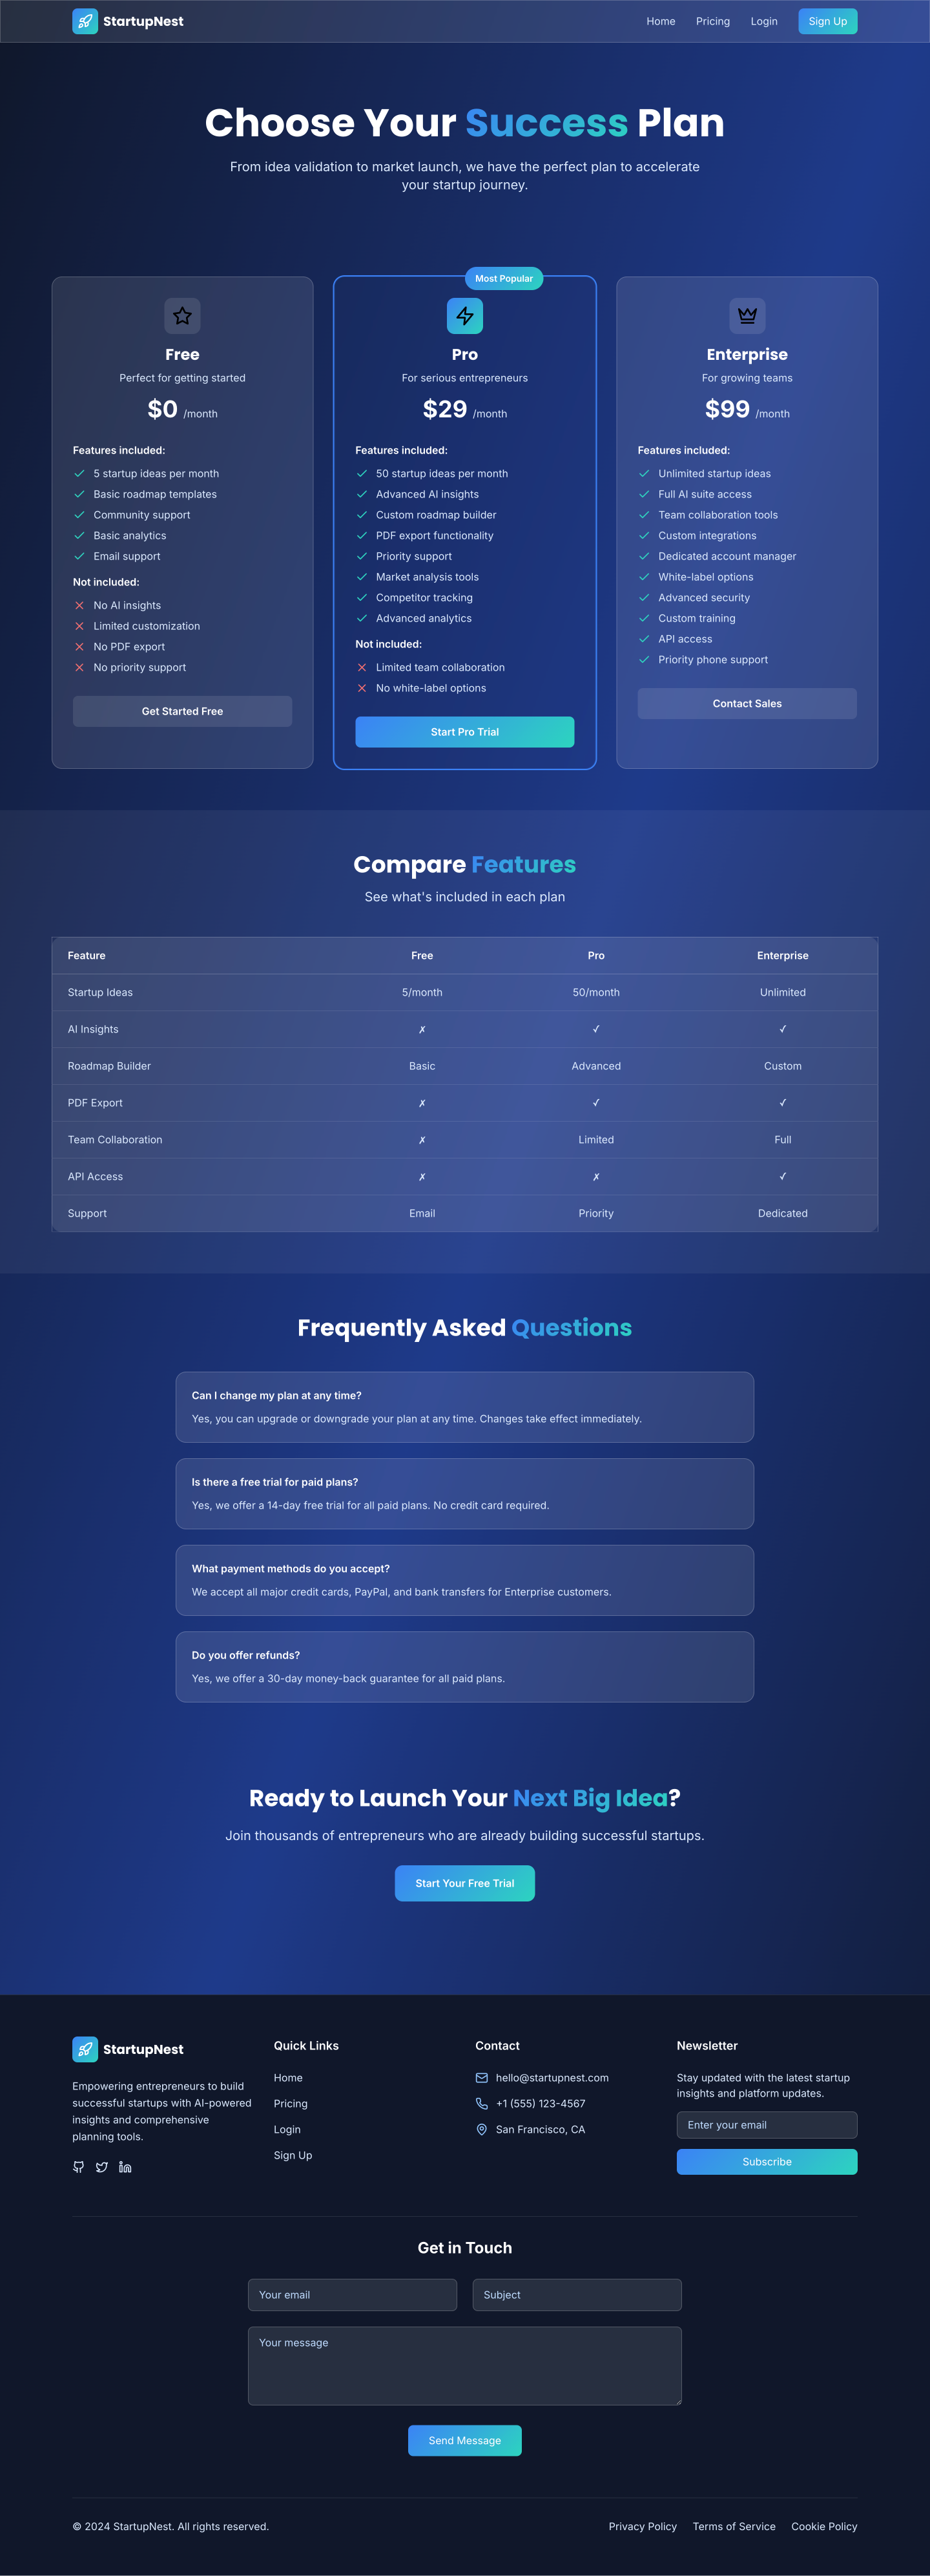 StartupNest
Home
Pricing
Login
Sign Up
Choose Your Success Plan
From idea validation to market launch, we have the perfect plan to accelerate
your startup journey.
Free
Perfect for getting started
$0 /month
Features included:
5 startup ideas per month
Basic roadmap templates
Community support
Basic analytics
Email support
Not included:
No AI insights
Limited customization
No PDF export
No priority support
Get Started Free
Most Popular
Pro
For serious entrepreneurs
$29 /month
Features included:
50 startup ideas per month
Advanced AI insights
Custom roadmap builder
PDF export functionality
Priority support
Market analysis tools
Competitor tracking
Advanced analytics
Not included:
Limited team collaboration
No white-label options
Start Pro Trial
Enterprise
For growing teams
$99 /month
Features included:
Unlimited startup ideas
Full AI suite access
Team collaboration tools
Custom integrations
Dedicated account manager
White-label options
Advanced security
Custom training
API access
Priority phone support
Contact Sales
Compare Features
See what's included in each plan
Feature Free Pro Enterprise
Startup Ideas 5/month 50/month Unlimited
AI Insights ✗ ✓ ✓
Roadmap Builder Basic Advanced Custom
PDF Export ✗ ✓ ✓
Team Collaboration ✗ Limited Full
API Access ✗ ✗ ✓
Support Email Priority Dedicated
Frequently Asked Questions
Can I change my plan at any time?
Yes, you can upgrade or downgrade your plan at any time. Changes take effect immediately.
Is there a free trial for paid plans?
Yes, we offer a 14-day free trial for all paid plans. No credit card required.
What payment methods do you accept?
We accept all major credit cards, PayPal, and bank transfers for Enterprise customers.
Do you offer refunds?
Yes, we offer a 30-day money-back guarantee for all paid plans.
Ready to Launch Your Next Big Idea?
Join thousands of entrepreneurs who are already building successful startups.
Start Your Free Trial
StartupNest
Empowering entrepreneurs to build
successful startups with AI-powered
insights and comprehensive
planning tools.
Quick Links
Home
Pricing
Login
Sign Up
Contact
hello@startupnest.com
+1 (555) 123-4567
San Francisco, CA
Newsletter
Stay updated with the latest startup
insights and platform updates.
Enter your email
Subscribe
Get in Touch
Your email
Subject
Your message
Send Message
© 2024 StartupNest. All rights reserved.
Privacy Policy
Terms of Service
Cookie Policy